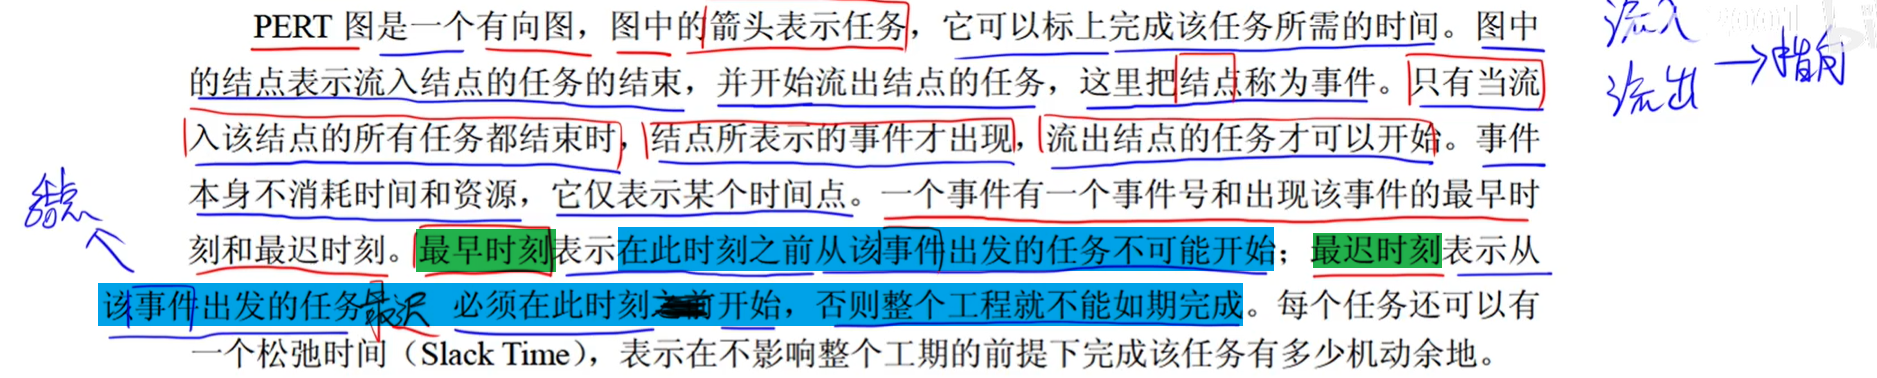 PERT 图是一个有向图，图中的箭头表示任务，它可以标上完成该任务所需的时间。图中
的结点表示流入结点的任务的结束，并开始流出结点的任务，这里把结点称为事件。只有当流
入该结点的所有任务都结束时，结点所表示的事件才出现，流出结点的任务才可以开始。事件
本身不消耗时间和资源，它仅表示某个时间点。一个事件有一个事件号和出现该事件的最早时
刻和最迟时刻。最早时刻表示在此时刻之前从该事件出发的任务不可能开始；最迟时刻表示从
该事件出发的任务最迟 必须在此时刻之前开始，否则整个工程就不能如期完成。每个任务还可以有
一个松弛时间（Slack Time），表示在不影响整个工期的前提下完成该任务有多少机动余地。
流入
流出 →指向
结点